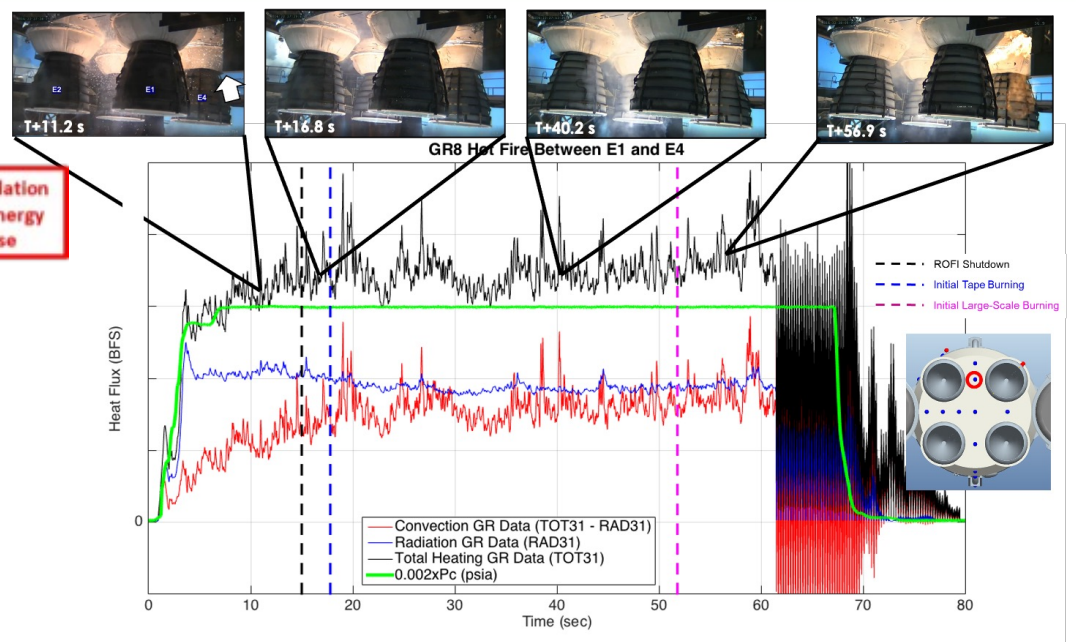 E2
E1
E4
T+11.2 s
T+16.8 s
T+40.2 s
T+56.9 s
GR8 Hot Fire Between E1 and E4
Heat Flux (BFS)
0
ROFI Shutdown
Initial Tape Burning
Initial Large-Scale Burning
Convection GR Data (TOT31 - RAD31)
Radiation GR Data (RAD31)
Total Heating GR Data (TOT31)
0.002xPc (psia)
0 10 20 30 40 50 60 70 80
Time (sec)